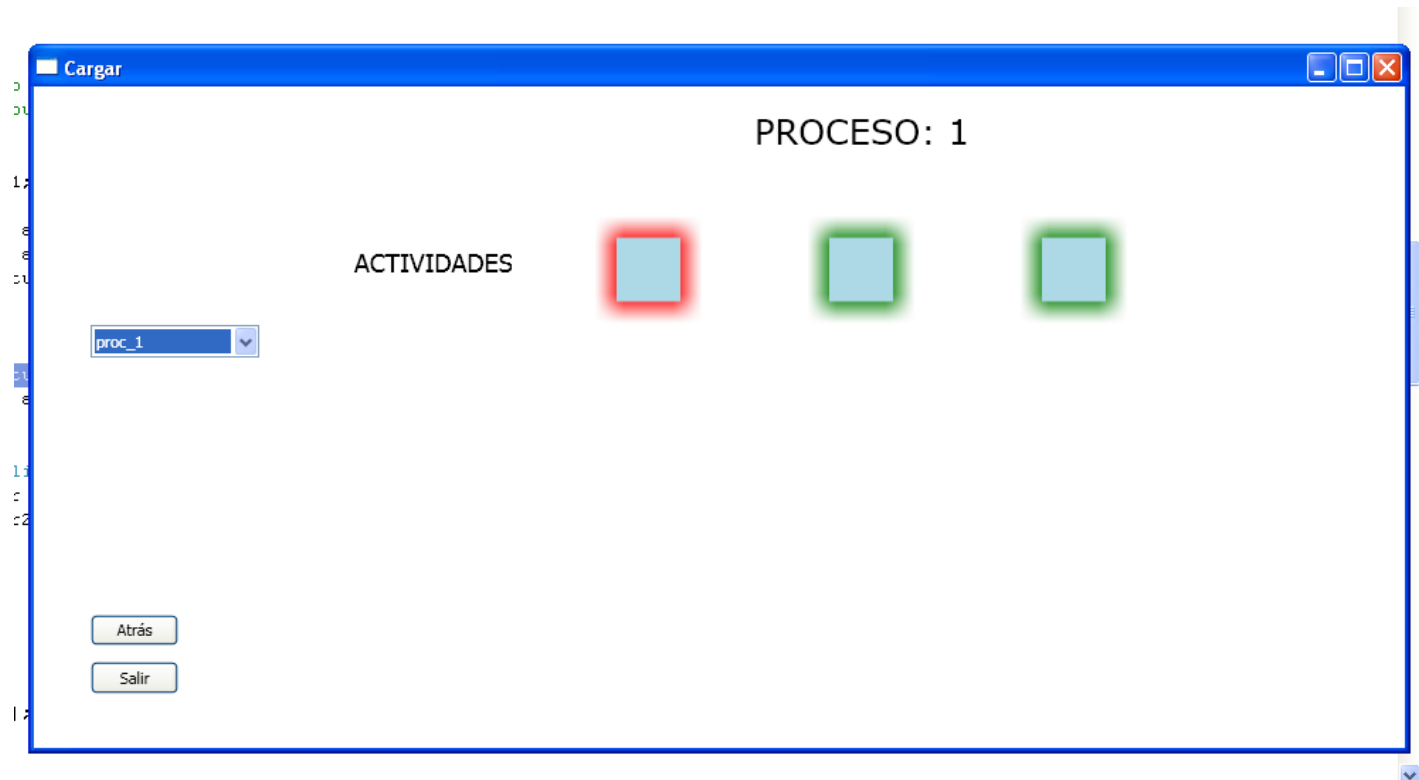 Cargar
PROCESO: 1
ACTIVIDADES
proc_1
Atrás
Salir